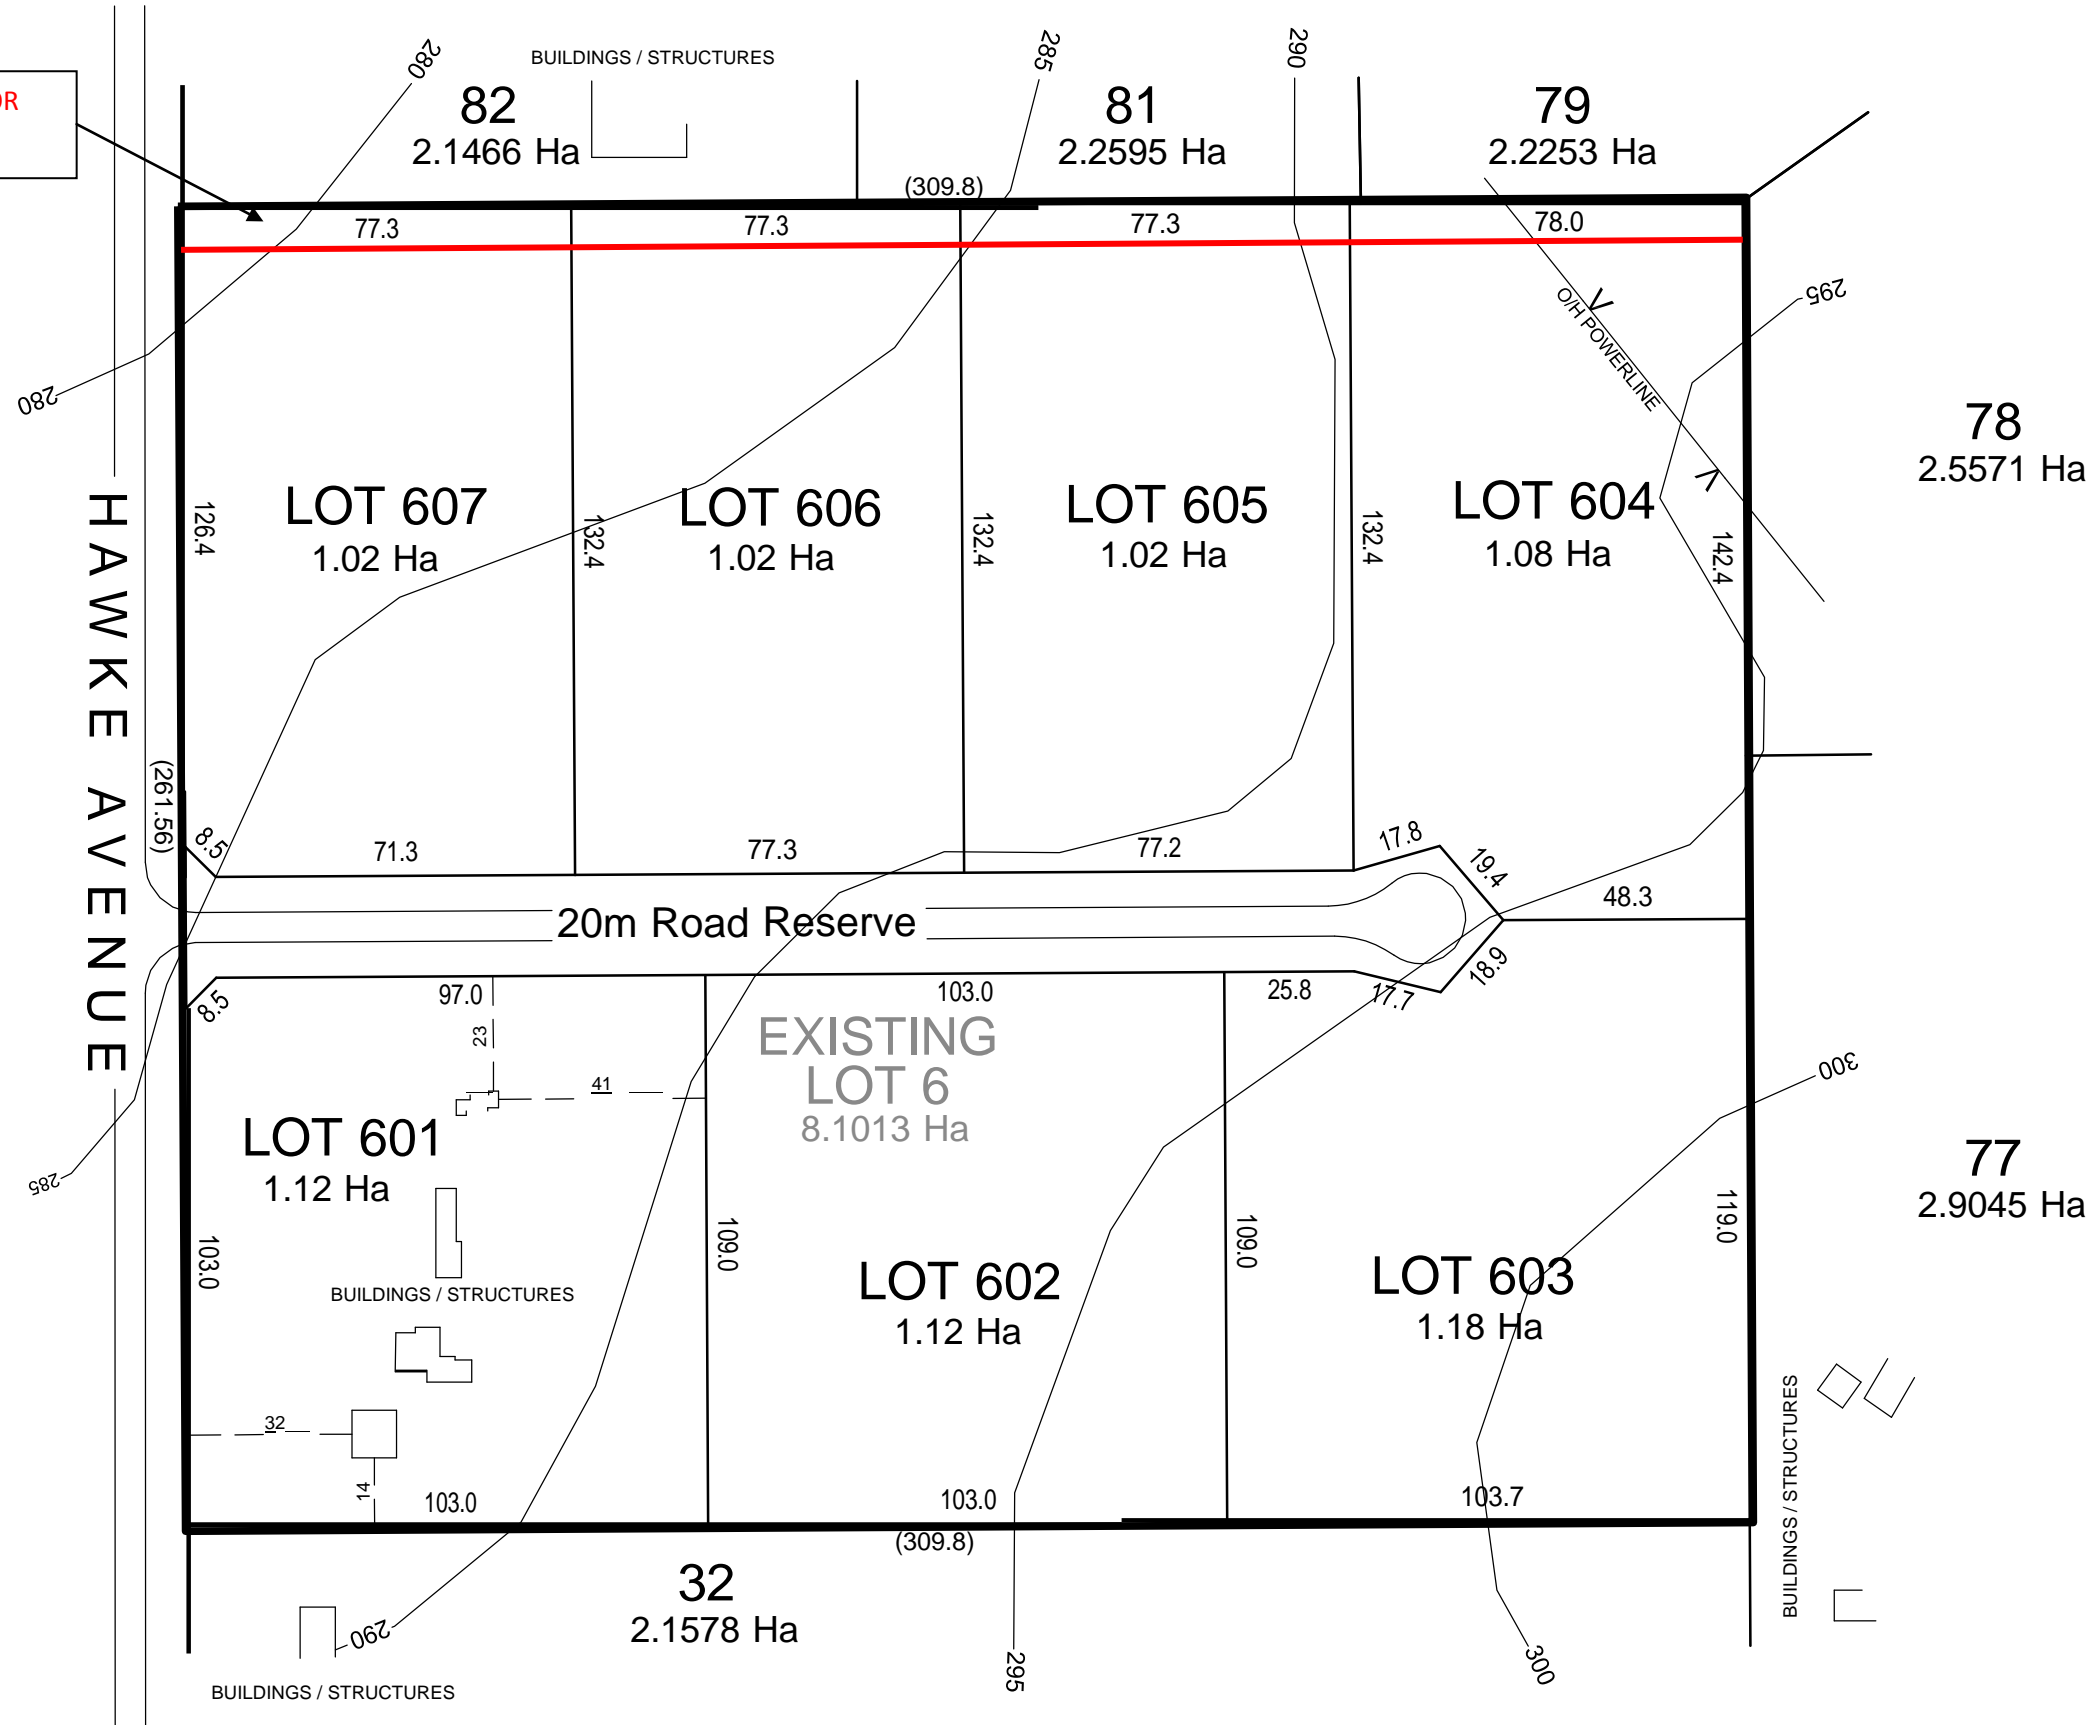 OR
280
BUILDINGS / STRUCTURES
285
290
82
2.1466 Ha
81
2.2595 Ha
79
2.2253 Ha
(309.8)
77.3
77.3
77.3
78.0
295
O/H POWERLINE
280
78
2.5571 Ha
HAWKE AVENUE
126.4
LOT 607
1.02 Ha
132.4
LOT 606
1.02 Ha
132.4
LOT 605
1.02 Ha
132.4
LOT 604
1.08 Ha
142.4
(261.56)
8.5
71.3
77.3
77.2
17.8
19.4
48.3
20m Road Reserve
8.5
97.0
103.0
25.8
17.7
18.9
23
41
EXISTING
LOT 6
8.1013 Ha
300
LOT 601
1.12 Ha
285
77
2.9045 Ha
103.0
109.0
109.0
119.0
BUILDINGS / STRUCTURES
LOT 602
1.12 Ha
LOT 603
1.18 Ha
32
14
103.0
103.0
103.7
(309.8)
BUILDINGS / STRUCTURES
32
2.1578 Ha
290
295
300
BUILDINGS / STRUCTURES